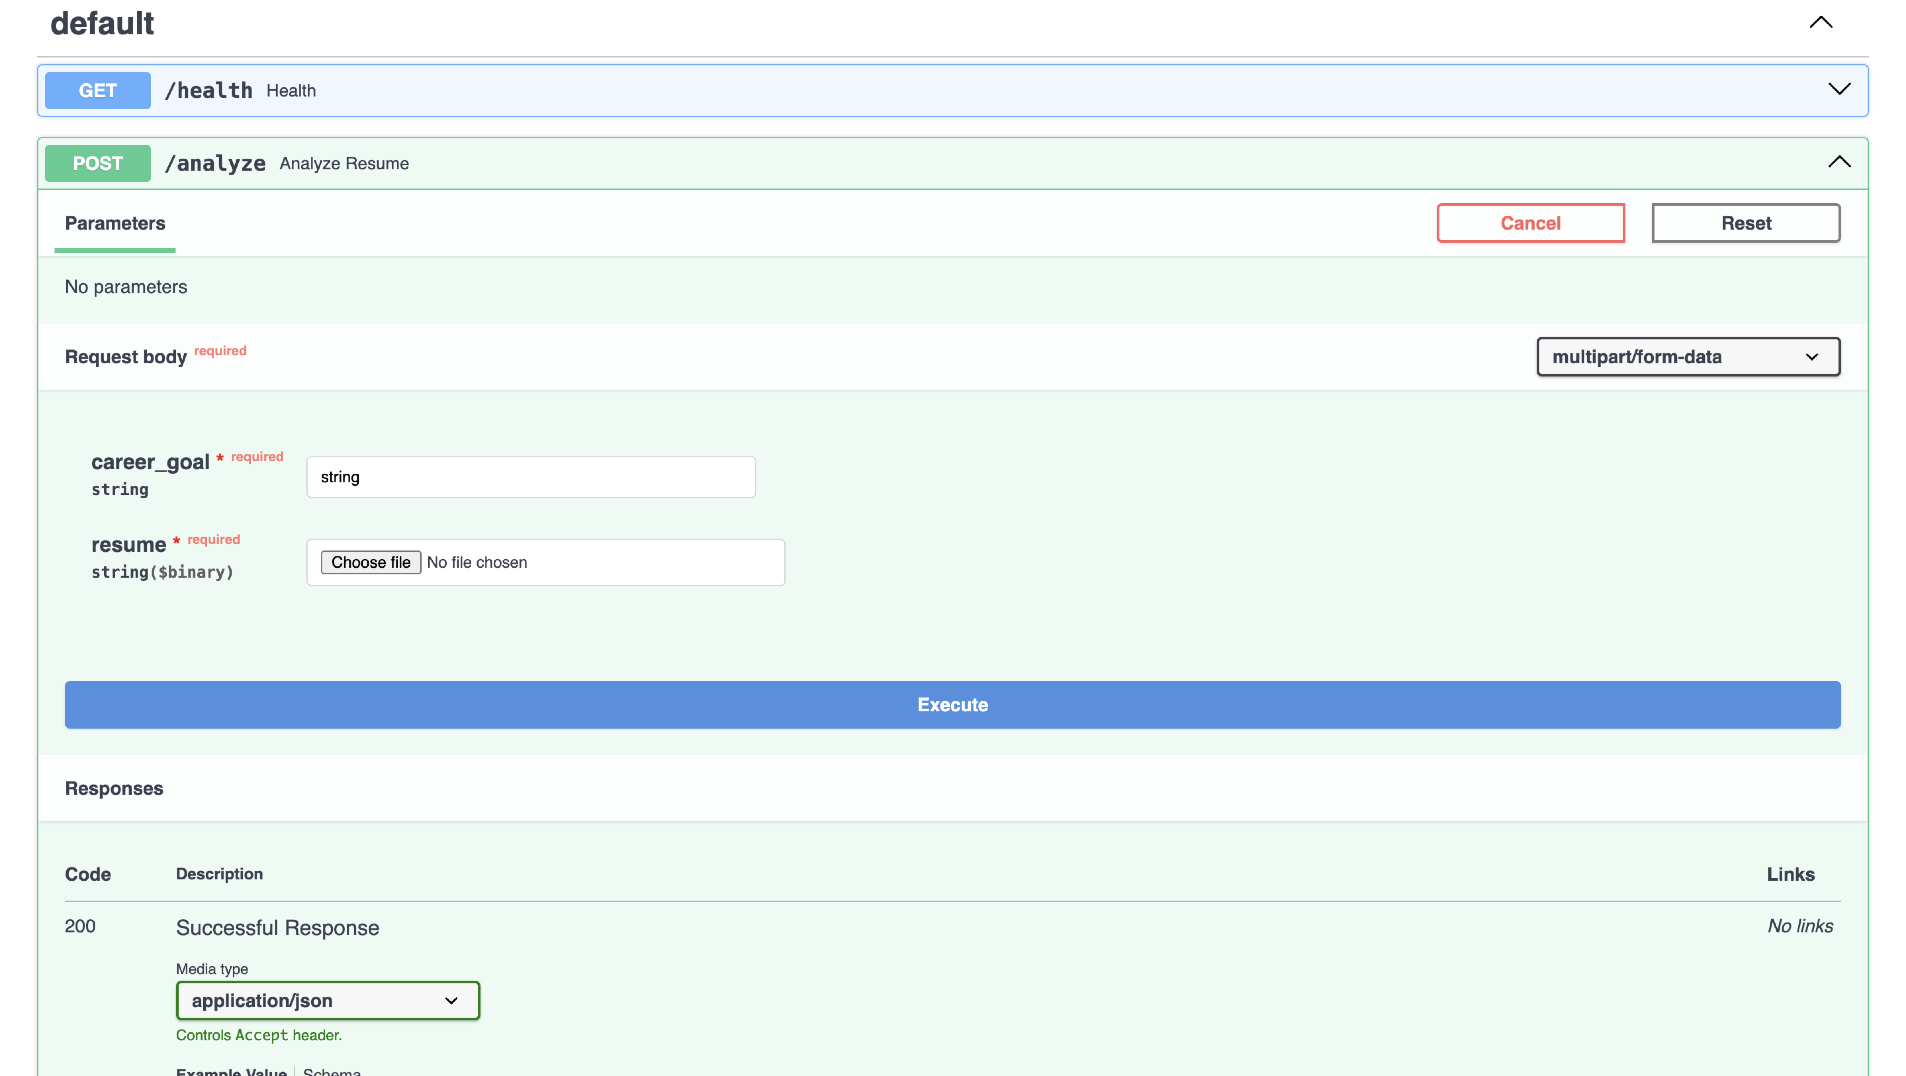 default
GET /health Health
POST /analyze Analyze Resume
Parameters Cancel Reset
No parameters
Request body required multipart/form-data
career_goal * required
string
string
resume * required
string($binary)
Choose file No file chosen
Execute
Responses
Code Description Links
200 Successful Response No links
Media type
application/json
Controls Accept header.
Example Value Schema